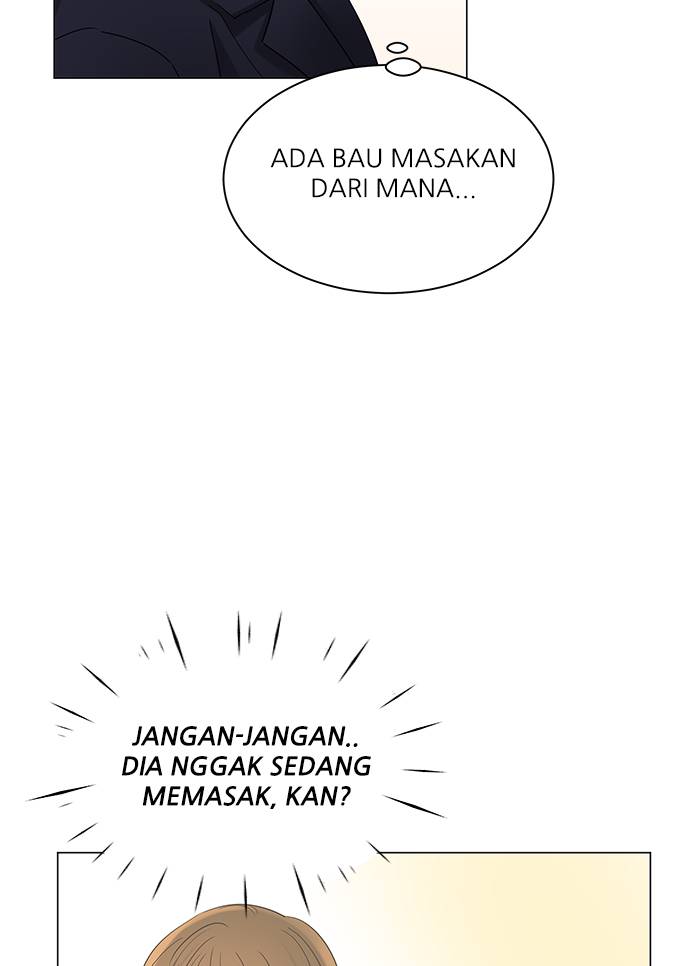 ADA BAU MASAKAN
DARI MANA...
JANGAN-JANGAN..
DIA NGGAK SEDANG
MEMASAK, KAN?